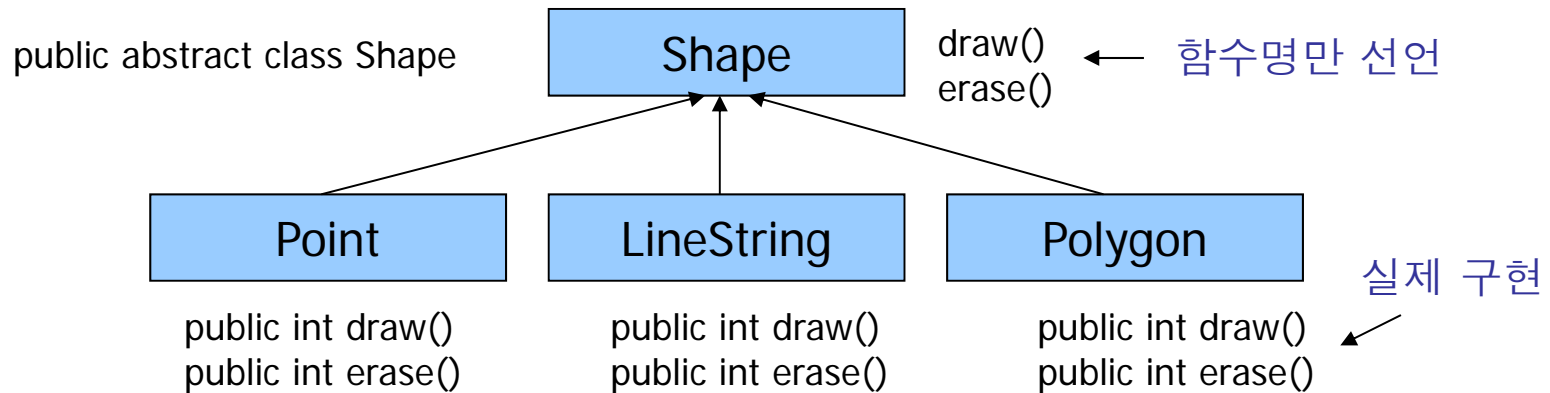 public abstract class Shape
Shape
draw()
erase()
함수명만 선언
Point
LineString
Polygon
실제 구현
public int draw()
public int erase()
public int draw()
public int erase()
public int draw()
public int erase()